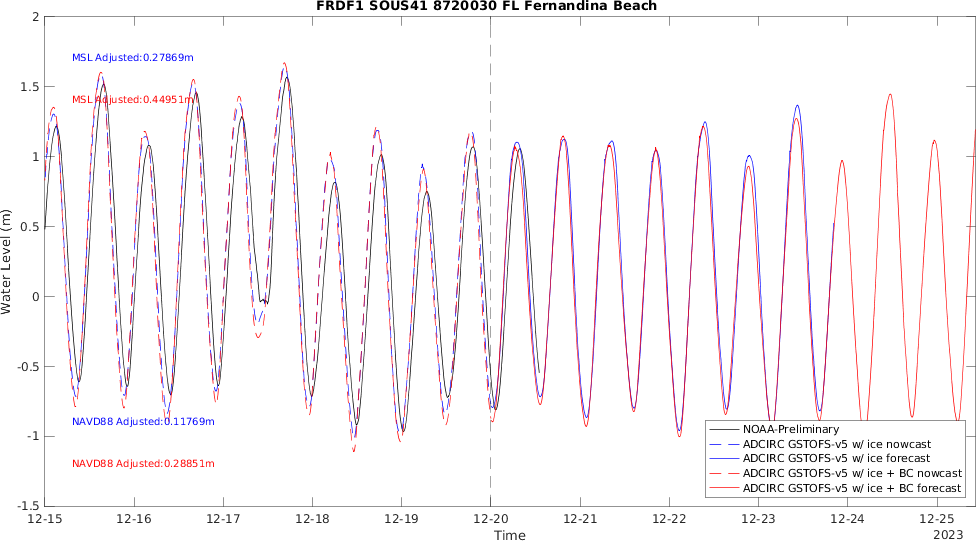 FRDF1 SOUS41 8720030 FL Fernandina Beach
2
1.5
1
0.5
0
-0.5
-1
-1.5
Water Level (m)
MSL Adjusted:0.27869m
MSL Adjusted:0.44951m
NAVD88 Adjusted:0.11769m
NAVD88 Adjusted:0.28851m
NOAA-Preliminary
ADCIRC GSTOFS-v5 w/ ice nowcast
ADCIRC GSTOFS-v5 w/ ice forecast
ADCIRC GSTOFS-v5 w/ ice + BC nowcast
ADCIRC GSTOFS-v5 w/ ice + BC forecast
12-15 12-16 12-17 12-18 12-19 12-20 12-21 12-22 12-23 12-24 12-25
Time
2023